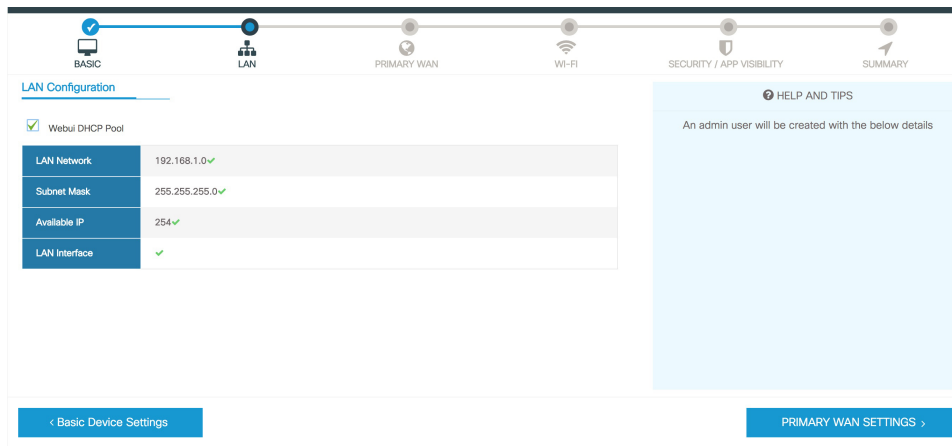 BASIC
LAN
PRIMARY WAN
WI-FI
SECURITY / APP VISIBILITY
SUMMARY
LAN Configuration
Webui DHCP Pool
LAN Network 192.168.1.0
Subnet Mask 255.255.255.0
Available IP 254
LAN Interface
HELP AND TIPS
An admin user will be created with the below details
< Basic Device Settings
PRIMARY WAN SETTINGS >